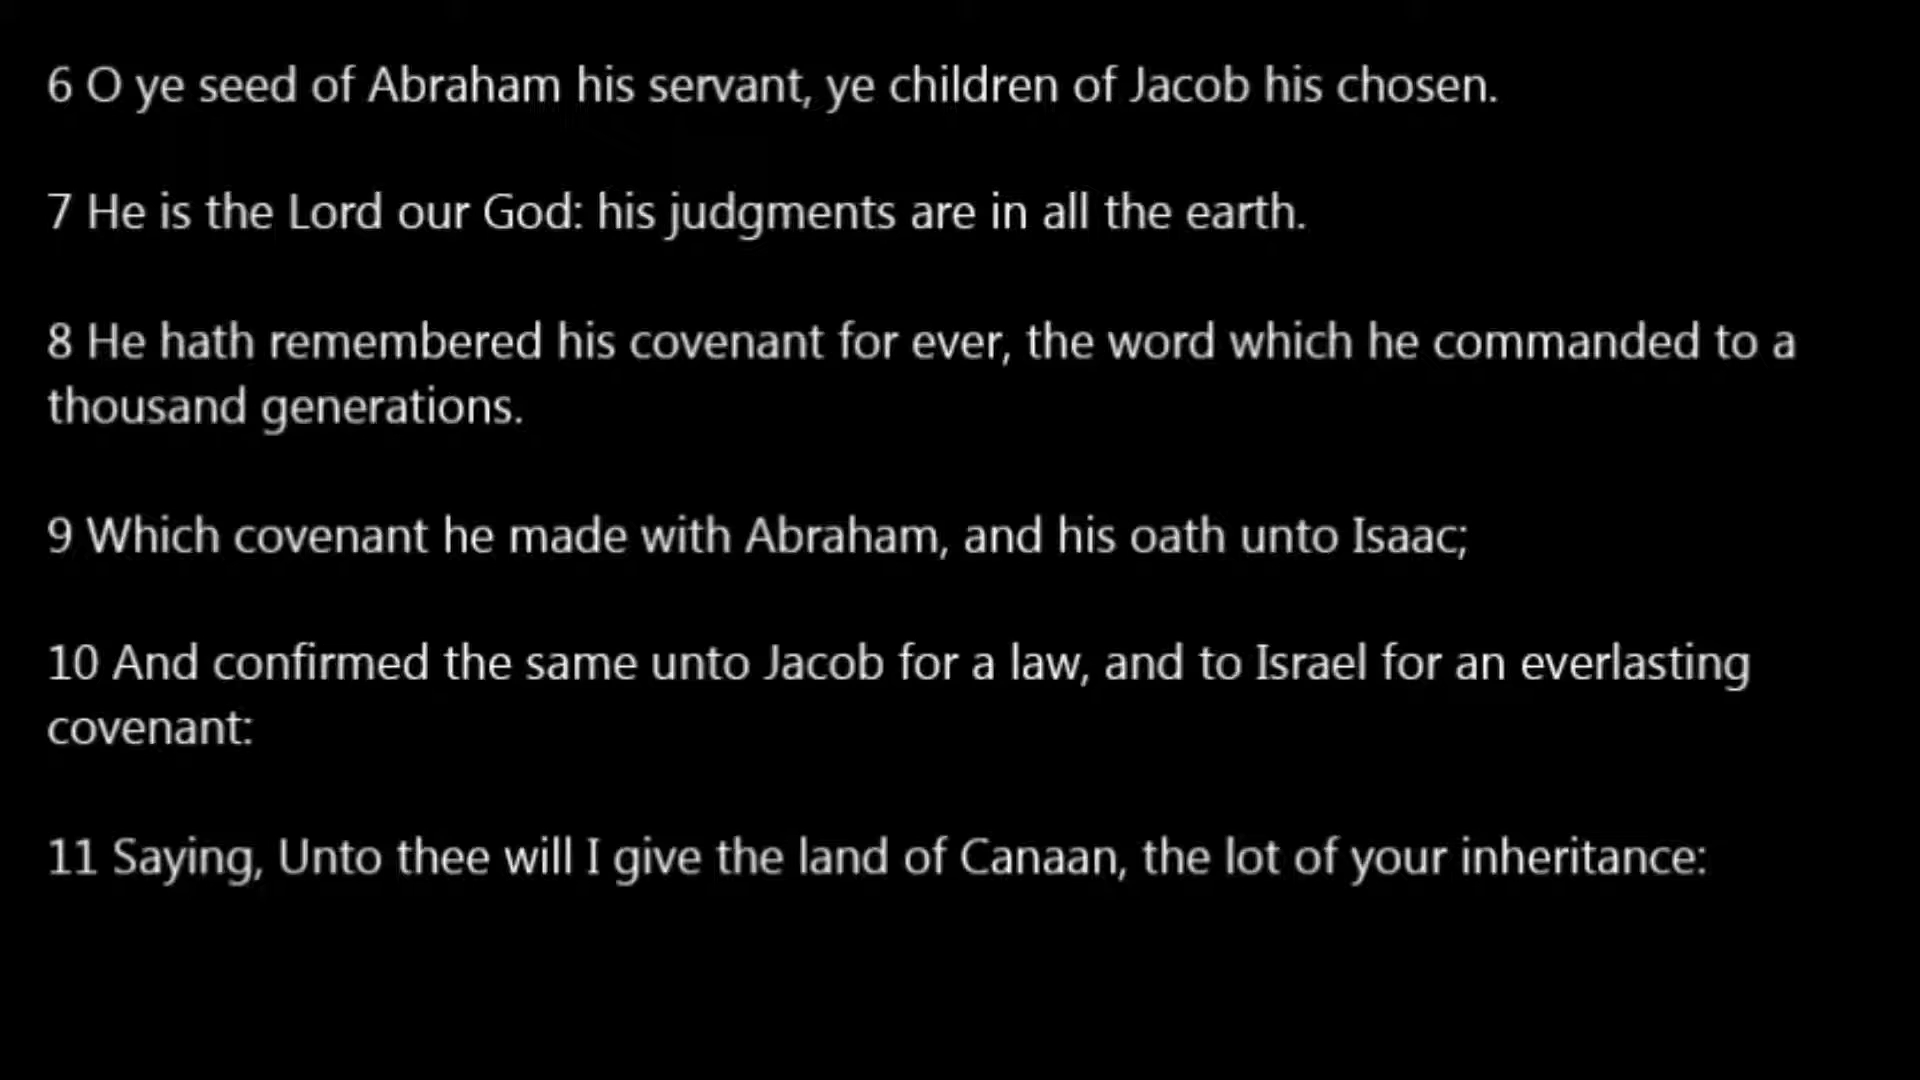 6 O ye seed of Abraham his servant, ye children of Jacob his chosen.
7 He is the Lord our God: his judgments are in all the earth.
8 He hath remembered his covenant for ever, the word which he commanded to a
thousand generations.
9 Which covenant he made with Abraham, and his oath unto Isaac;
10 And confirmed the same unto Jacob for a law, and to Israel for an everlasting
covenant:
11 Saying, Unto thee will I give the land of Canaan, the lot of your inheritance: